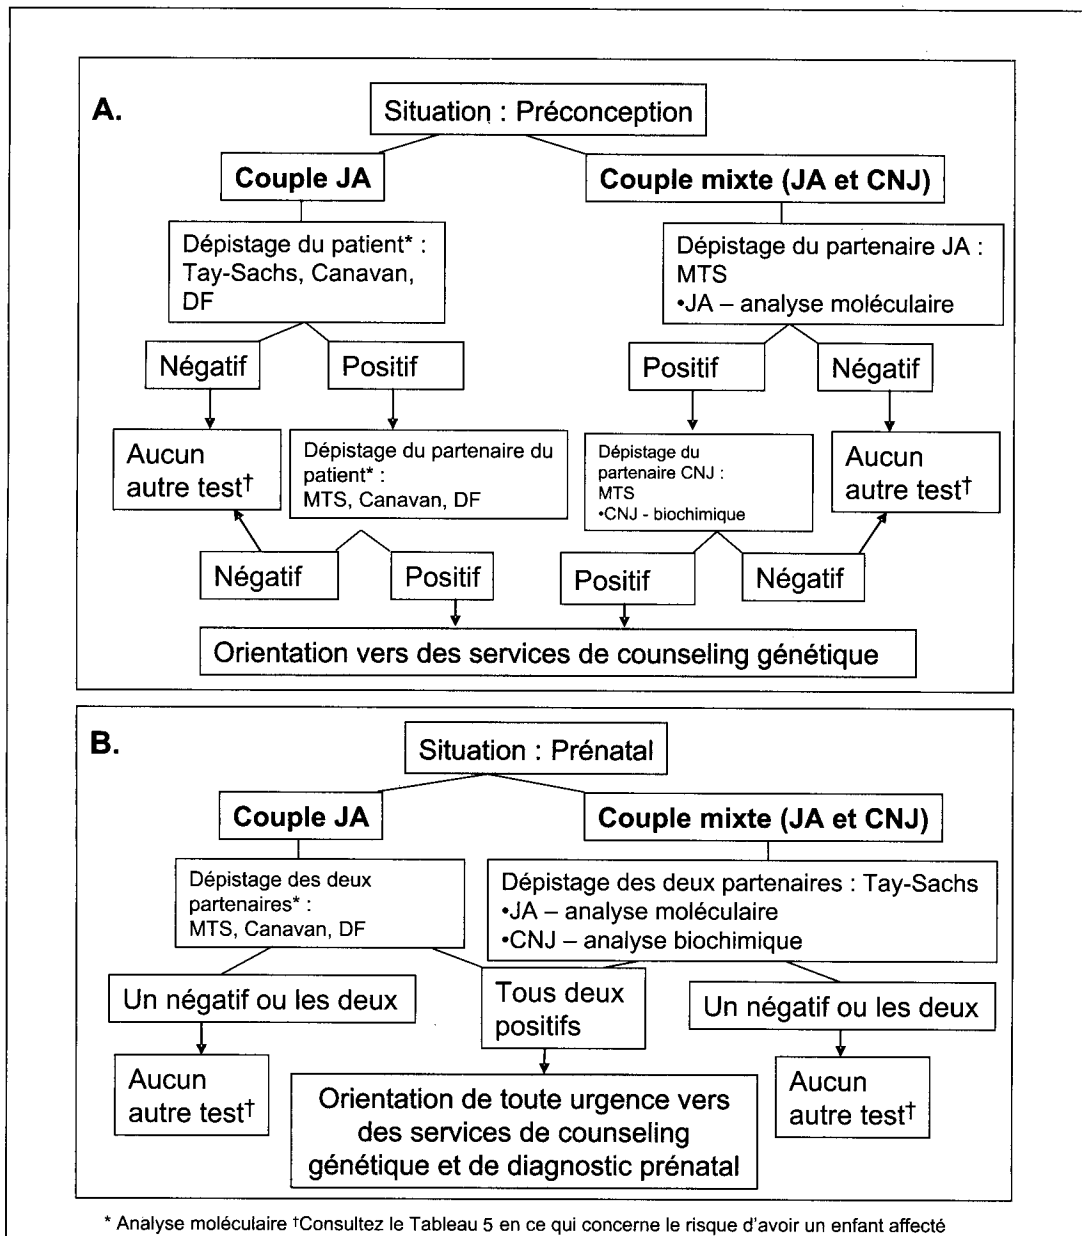 A.
Situation : Préconception
Couple JA
Couple mixte (JA et CNJ)
Dépistage du patient* :
Tay-Sachs, Canavan,
DF
Dépistage du partenaire JA :
MTS
•JA – analyse moléculaire
Négatif
Positif
Positif
Négatif
Aucun
autre test†
Dépistage du partenaire du
patient* :
MTS, Canavan, DF
Dépistage du
partenaire CNJ :
MTS
•CNJ - biochimique
Aucun
autre test†
Négatif
Positif
Positif
Négatif
Orientation vers des services de counseling génétique
B.
Situation : Prénatal
Couple JA
Couple mixte (JA et CNJ)
Dépistage des deux
partenaires* :
MTS, Canavan, DF
Dépistage des deux partenaires : Tay-Sachs
•JA – analyse moléculaire
•CNJ – analyse biochimique
Un négatif ou les deux
Tous deux
positifs
Un négatif ou les deux
Aucun
autre test†
Orientation de toute urgence vers
des services de counseling
génétique et de diagnostic prénatal
Aucun
autre test†
* Analyse moléculaire †Consultez le Tableau 5 en ce qui concerne le risque d'avoir un enfant affecté